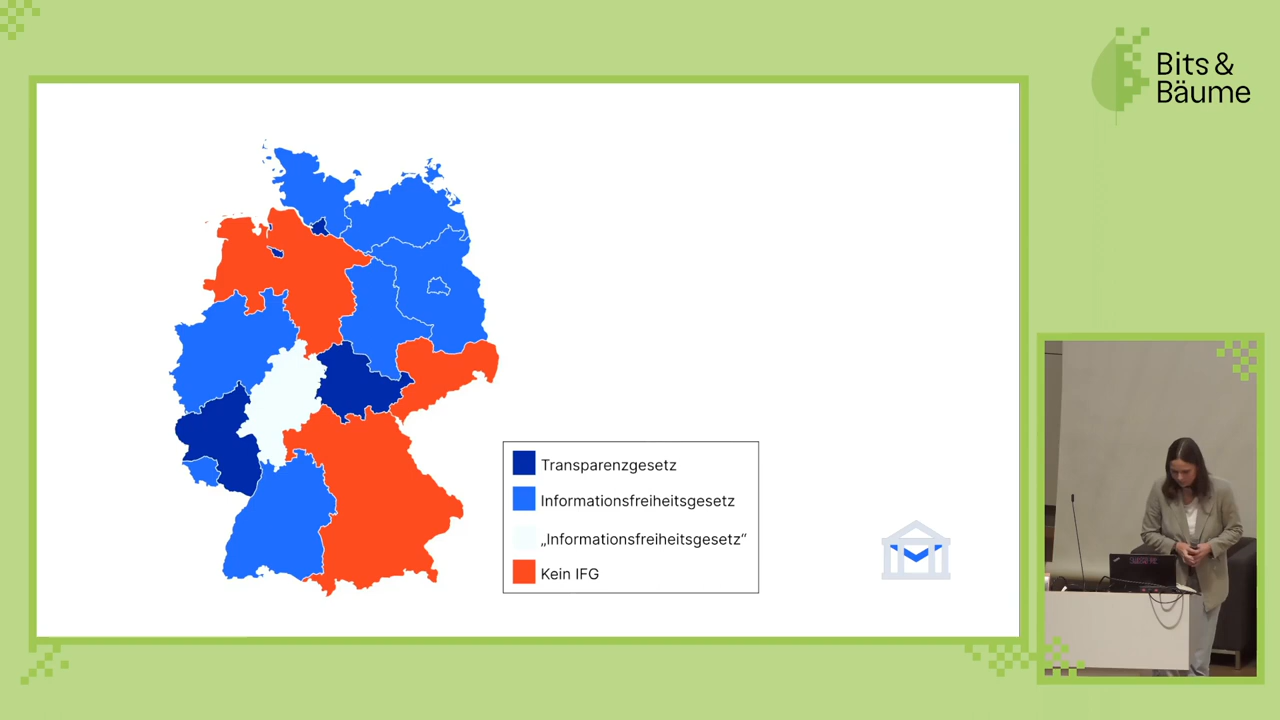 Bits &
Bäume
Transparenzgesetz
Informationsfreiheitsgesetz
„Informationsfreiheitsgesetz“
Kein IFG